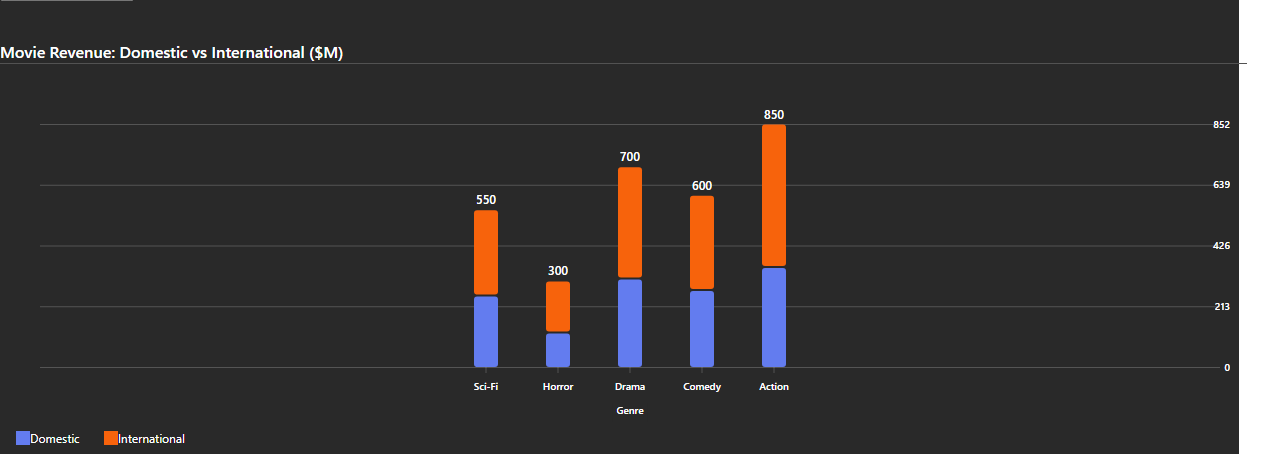 Movie Revenue: Domestic vs International ($M)
850
852
700
639
600
550
426
300
213
0
Sci-Fi Horror Drama Comedy Action
Genre
Domestic International